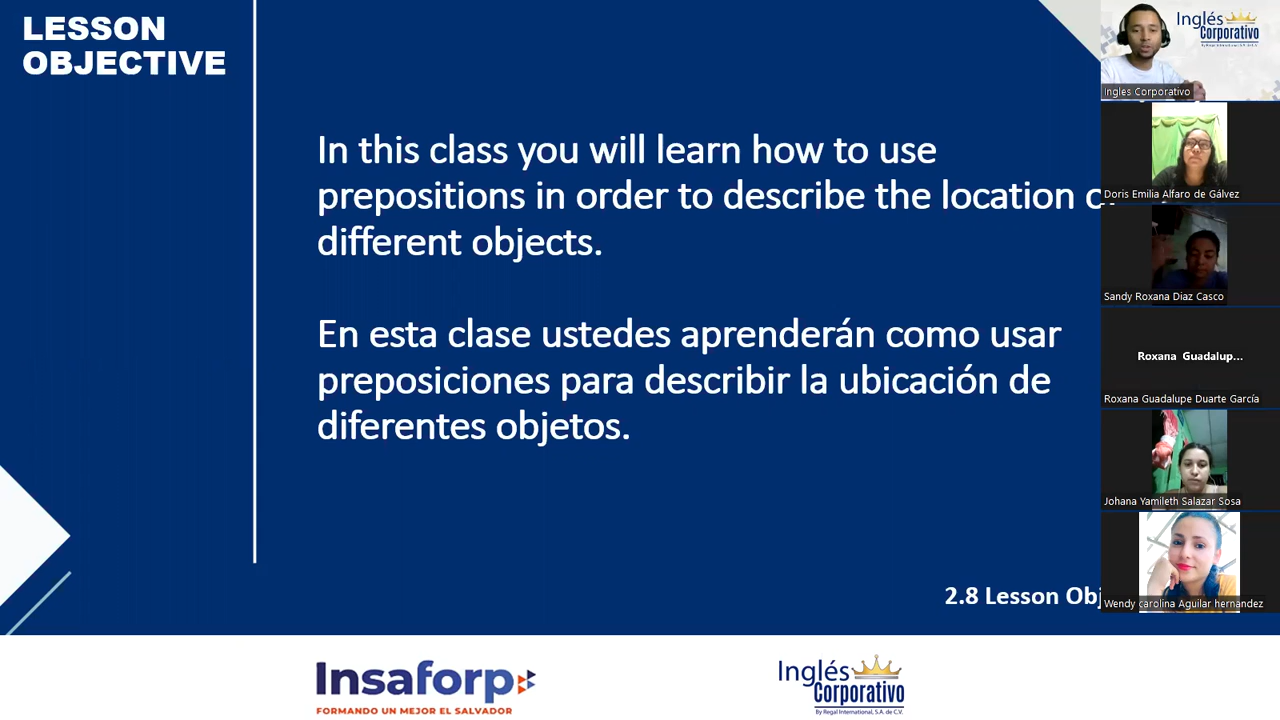 LESSON
OBJECTIVE
In this class you will learn how to use
prepositions in order to describe the location
different objects.
En esta clase ustedes aprenderán como usar
preposiciones para describir la ubicación de
diferentes objetos.
2.8 Lesson Obj
Insaforp
FORMANDO UN MEJOR EL SALVADOR
Inglés
Corporativo
By Regal International, S.A. de C.V.
Inglés
Corporativo
By Regal International, S.A. de C.V.
Ingles Corporativo
Doris Emilia Alfaro de Gálvez
Sandy Roxana Diaz Casco
Roxana Guadalup...
Roxana Guadalupe Duarte García
Johana Yamileth Salazar Sosa
Wendy carolina Aguilar hernandez